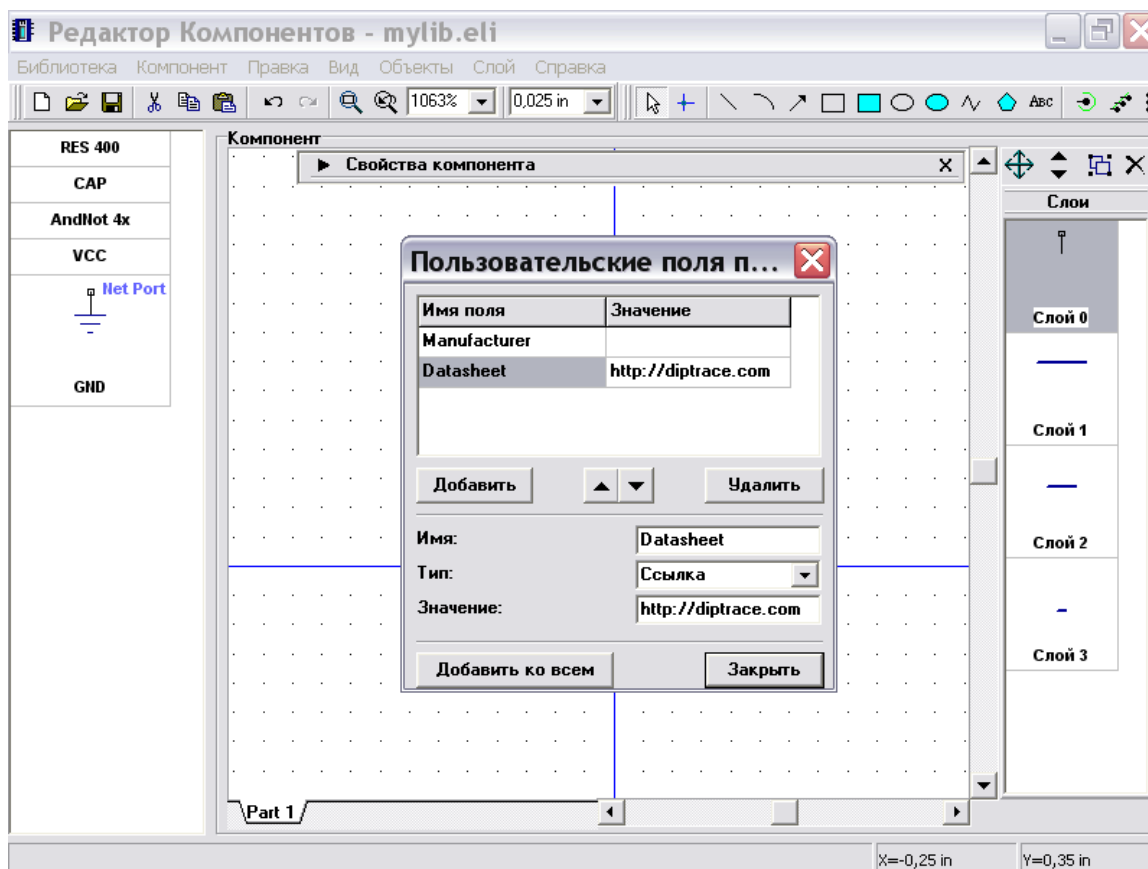 Редактор Компонентов - mylib.eli
Библиотека Компонент Правка Вид Объекты Слой Справка
1063% 0,025 in ABC
RES 400
CAP
AndNot 4x
VCC
Net Port
GND
Компонент
Свойства компонента X
Слои
Слой 0
Слой 1
Слой 2
Слой 3
Пользовательские поля п...
Имя поля Значение
Manufacturer
Datasheet http://diptrace.com
Добавить Удалить
Имя: Datasheet
Тип: Ссылка
Значение: http://diptrace.com
Добавить ко всем Закрыть
Part 1
X=-0,25 in Y=0,35 in